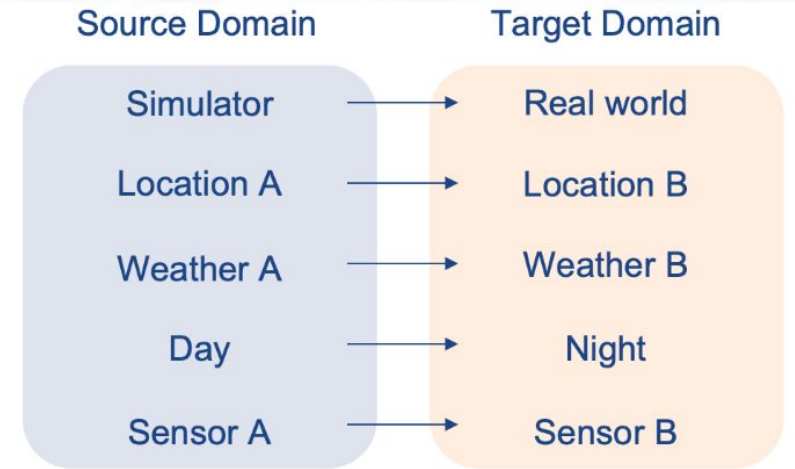 Source Domain Target Domain
Simulator Real world
Location A Location B
Weather A Weather B
Day Night
Sensor A Sensor B